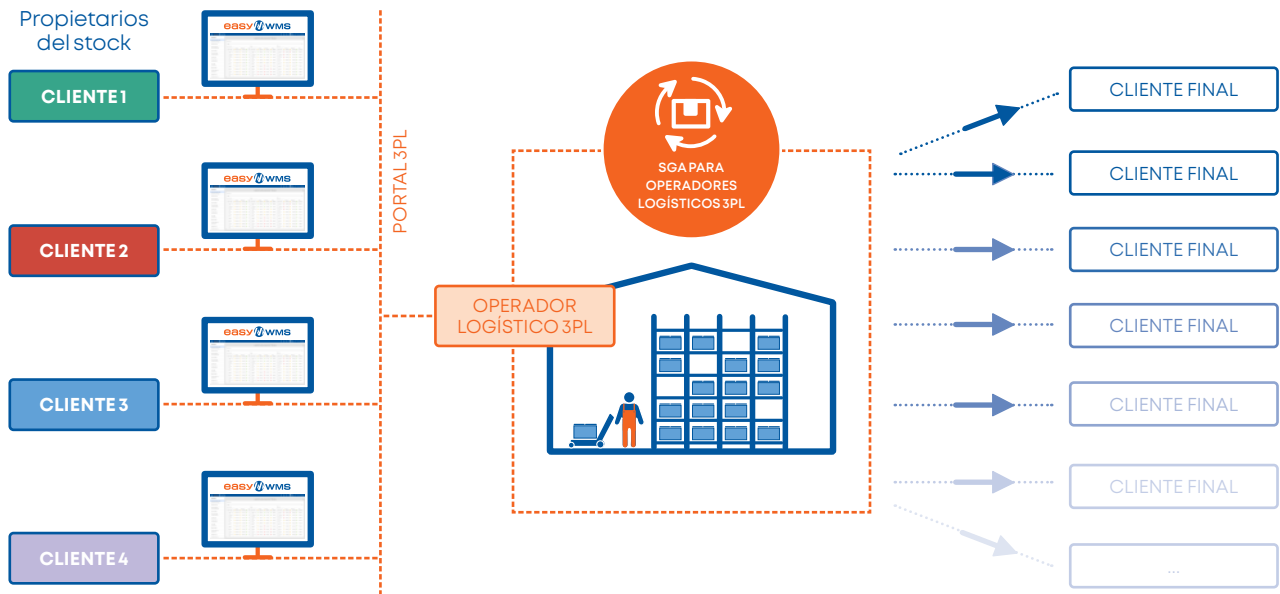 Propietarios
del stock
easy WMS
CLIENTE 1
easy WMS
CLIENTE 2
easy WMS
CLIENTE 3
easy WMS
CLIENTE 4
PORTAL 3PL
OPERADOR
LOGÍSTICO 3PL
SGA PARA
OPERADORES
LOGÍSTICOS 3PL
CLIENTE FINAL
CLIENTE FINAL
CLIENTE FINAL
CLIENTE FINAL
CLIENTE FINAL
CLIENTE FINAL
...